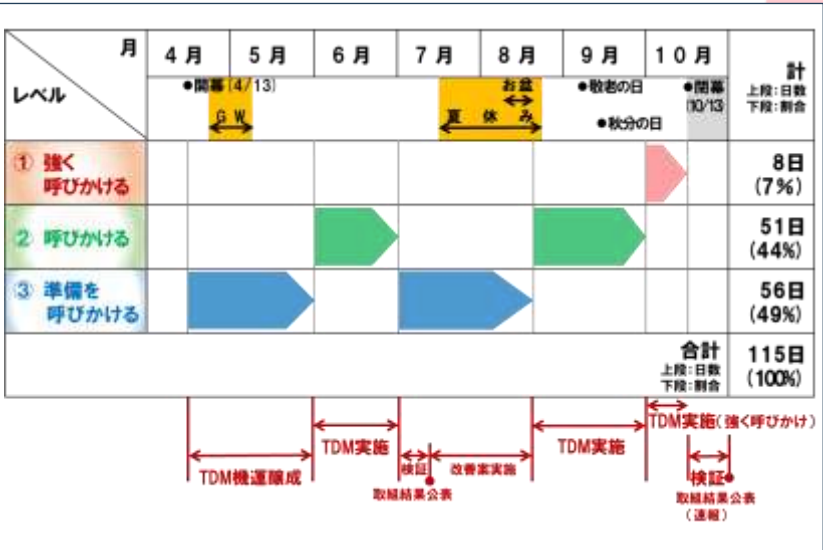 月
レベル
4月 5月 6月 7月 8月 9月 10月
計
上段:日数
下段:割合
●開幕(4/13)
GW
夏休み
お盆
●敬老の日
●秋分の日
●閉幕
(10/13)
① 強く
呼びかける
8日
(7%)
② 呼びかける
51日
(44%)
③ 準備を
呼びかける
56日
(49%)
合計
上段:日数
下段:割合
115日
(100%)
TDM機運醸成
TDM実施
検証
取組結果公表
改善案実施
TDM実施
TDM実施(強く呼びかけ)
検証
取組結果公表
(速報)